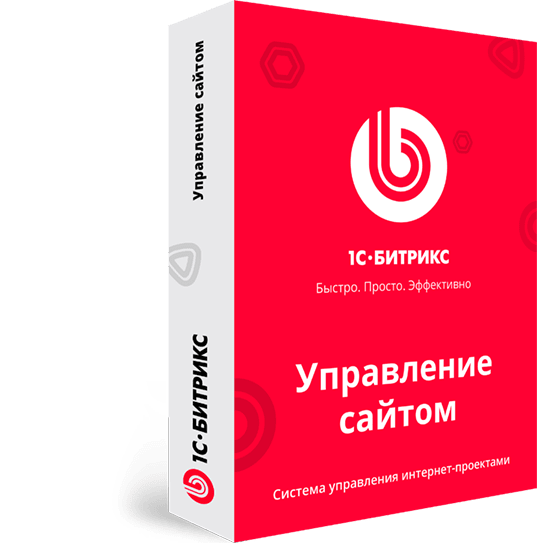 Управление сайтом
1С•БИТРИКС
1С•БИТРИКС
Быстро. Просто. Эффективно
Управление
сайтом
Система управления интернет-проектами